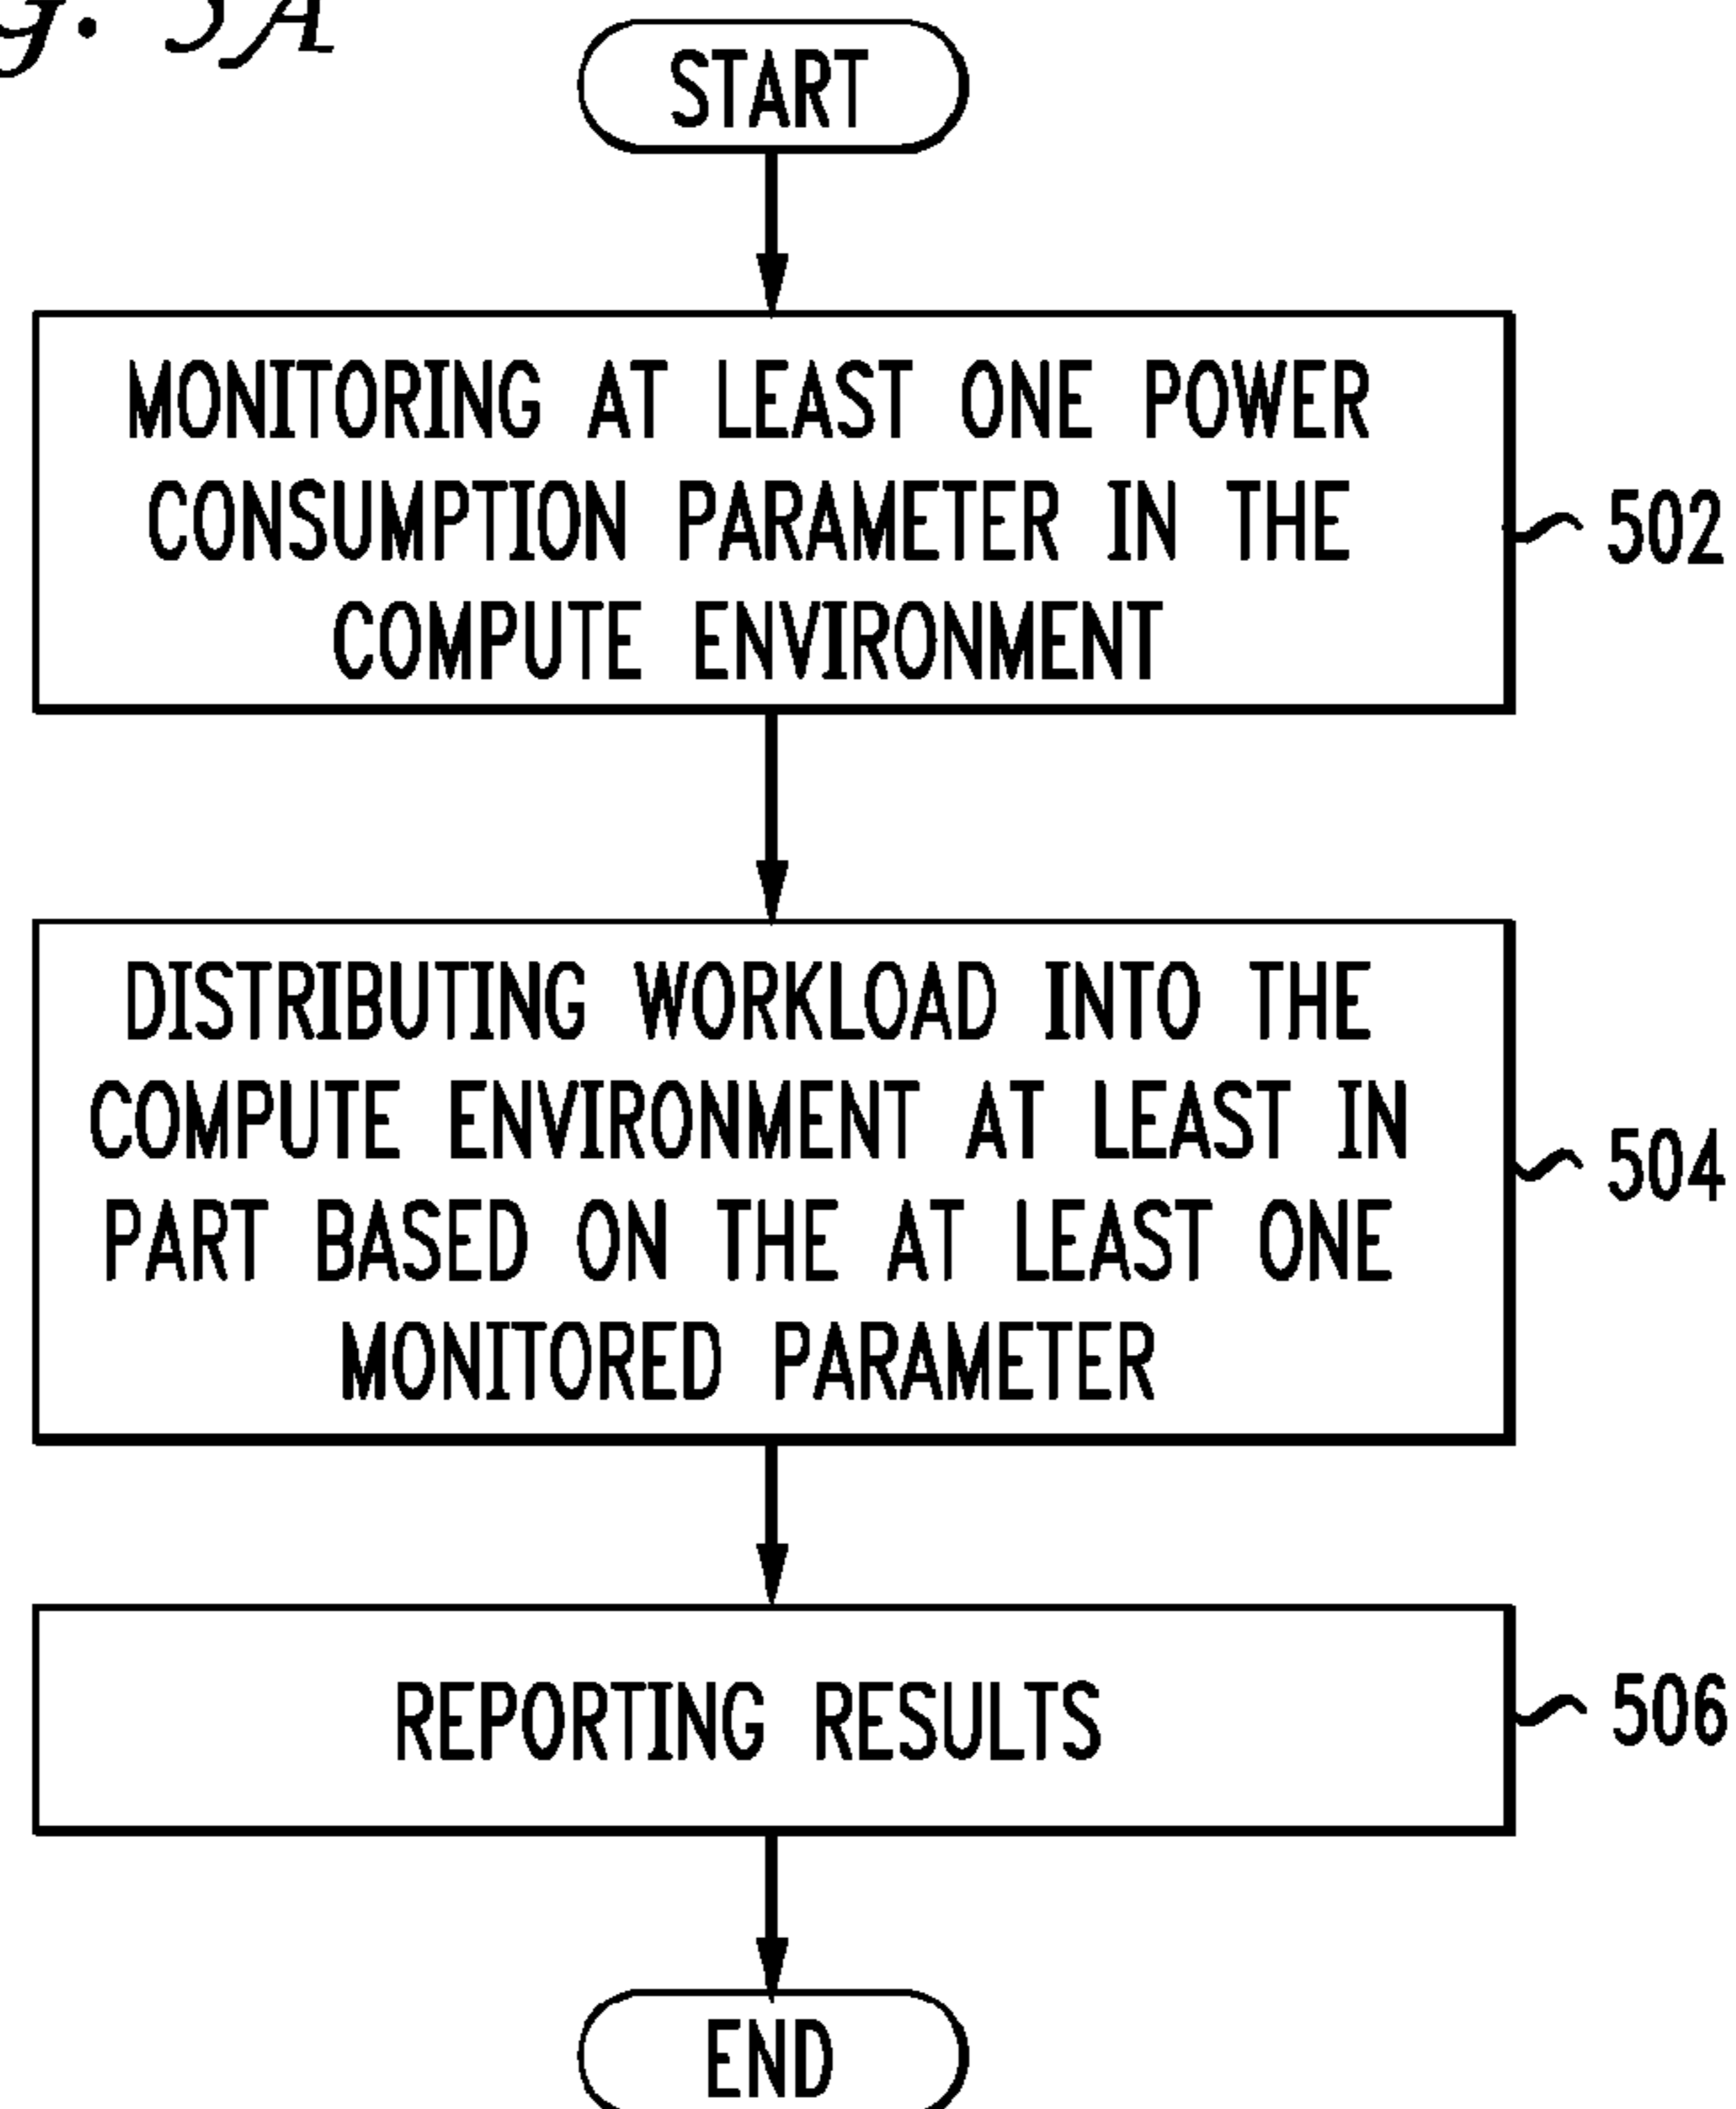 START
MONITORING AT LEAST ONE POWER
CONSUMPTION PARAMETER IN THE
COMPUTE ENVIRONMENT
502
DISTRIBUTING WORKLOAD INTO THE
COMPUTE ENVIRONMENT AT LEAST IN
PART BASED ON THE AT LEAST ONE
MONITORED PARAMETER
504
REPORTING RESULTS
506
END